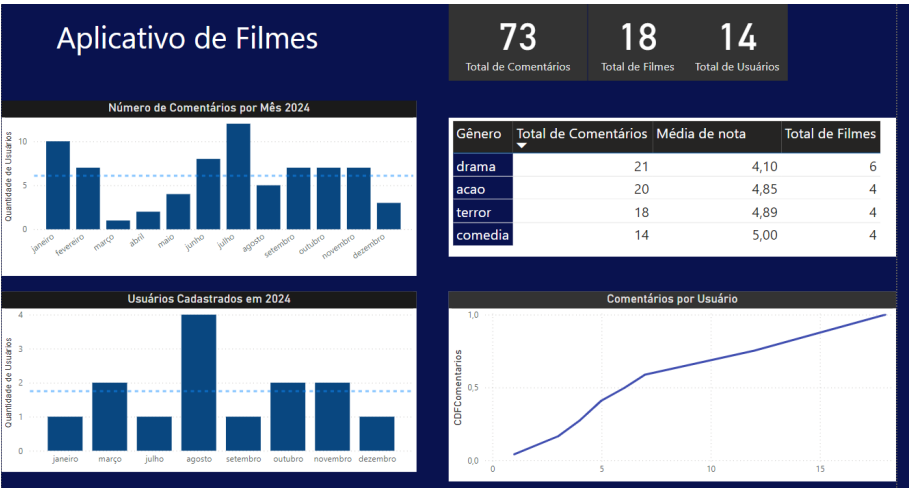 Aplicativo de Filmes
73
Total de Comentários
18
Total de Filmes
14
Total de Usuários
Número de Comentários por Mês 2024
Quantidade de Usuários
10
5
0
janeiro fevereiro março abril maio junho julho agosto setembro outubro novembro dezembro
Gênero Total de Comentários Média de nota Total de Filmes
drama 21 4,10 6
acao 20 4,85 4
terror 18 4,89 4
comedia 14 5,00 4
Usuários Cadastrados em 2024
Quantidade de Usuários
4
3
2
1
0
janeiro março julho agosto setembro outubro novembro dezembro
Comentários por Usuário
CDFComentarios
1,0
0,5
0,0
0 5 10 15